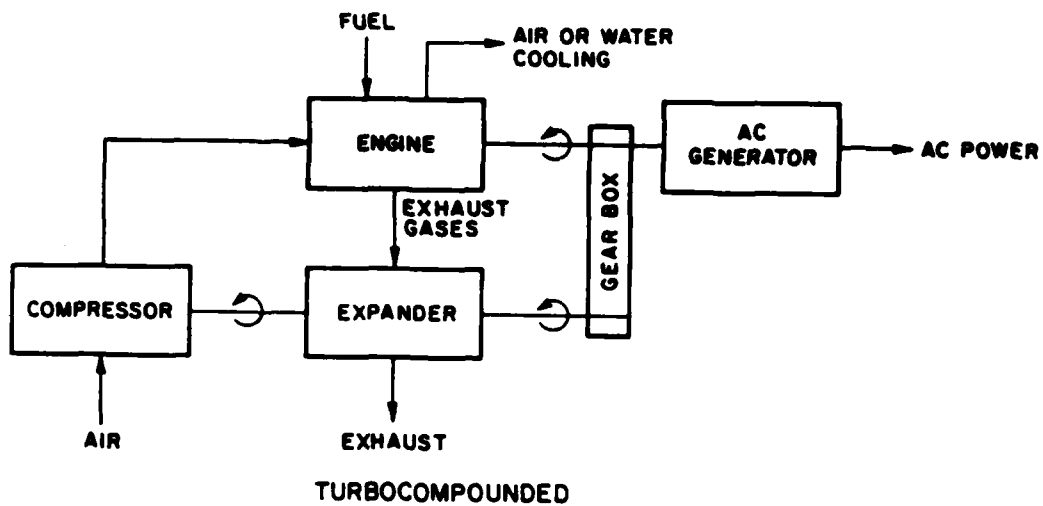 FUEL
AIR OR WATER
COOLING
ENGINE
AC
GENERATOR
AC POWER
GEAR BOX
EXHAUST
GASES
COMPRESSOR
EXPANDER
AIR
EXHAUST
TURBOCOMPOUNDED